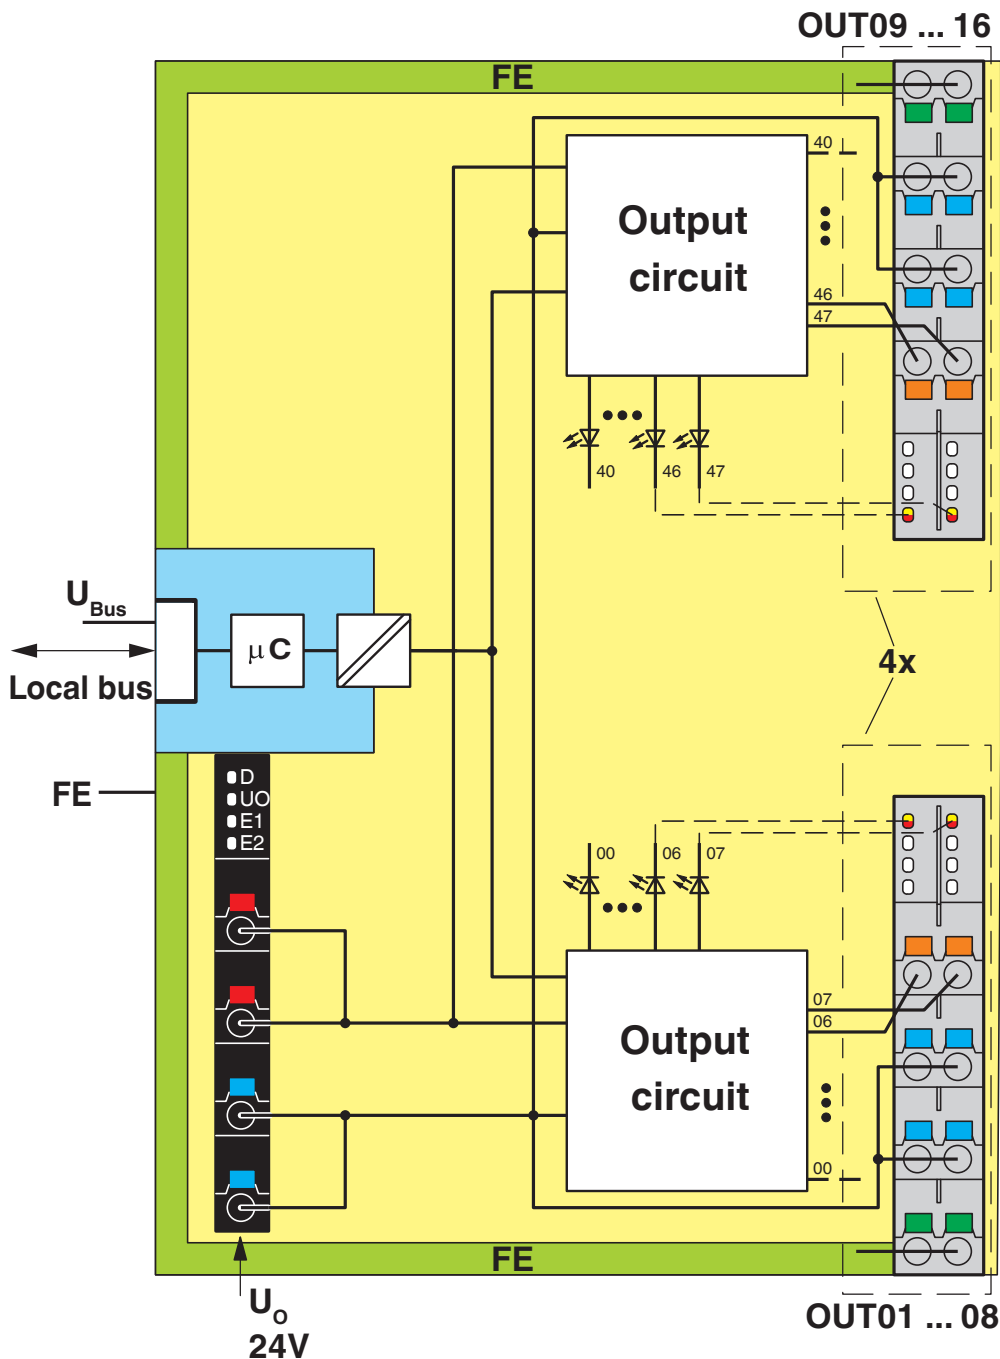 OUT09 ... 16
FE
40
Output
circuit
46
47
40
46
47
U Bus
μC
Local bus
4x
FE
D
UO
E1
E2
00
06
07
07
Output
06
circuit
00
FE
U O
24V
OUT01 ... 08